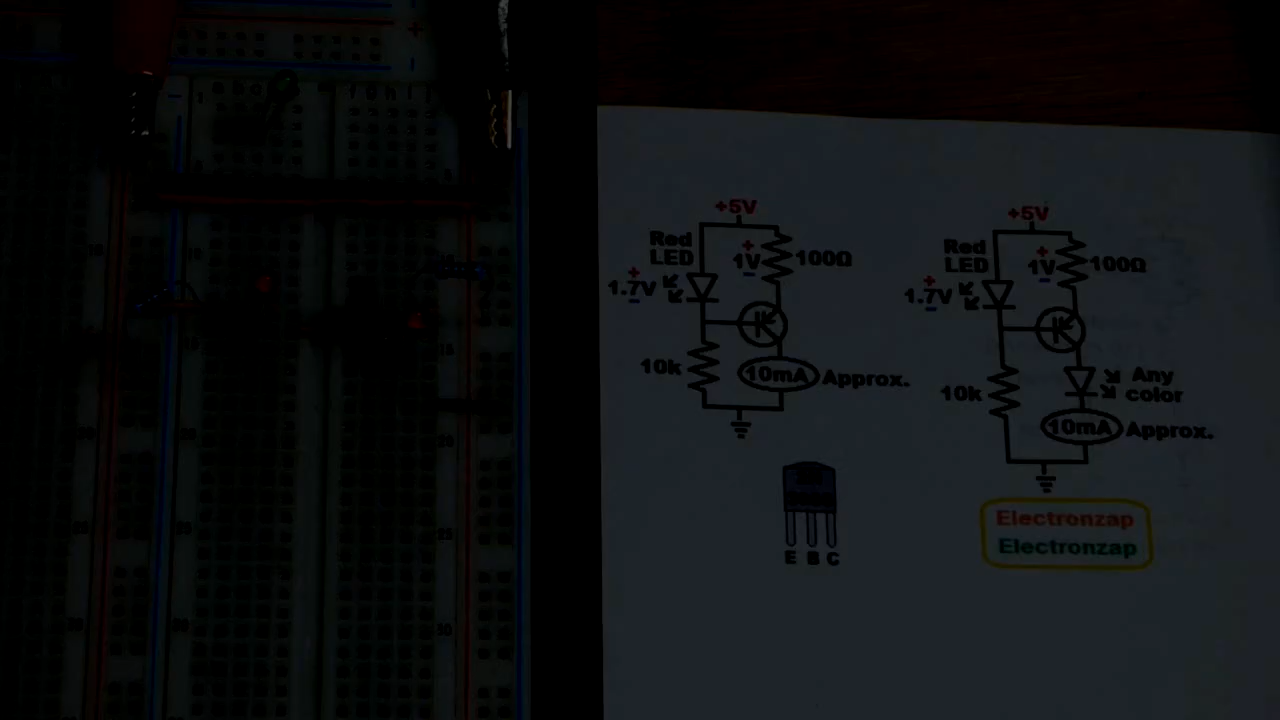 +5V
Red
LED
+
1V
-
100Ω
+
1.7V
-
10k
10mA Approx.
E B C
+5V
Red
LED
+
1V
-
100Ω
+
1.7V
-
10k
Any
color
10mA Approx.
Electronzap
Electronzap